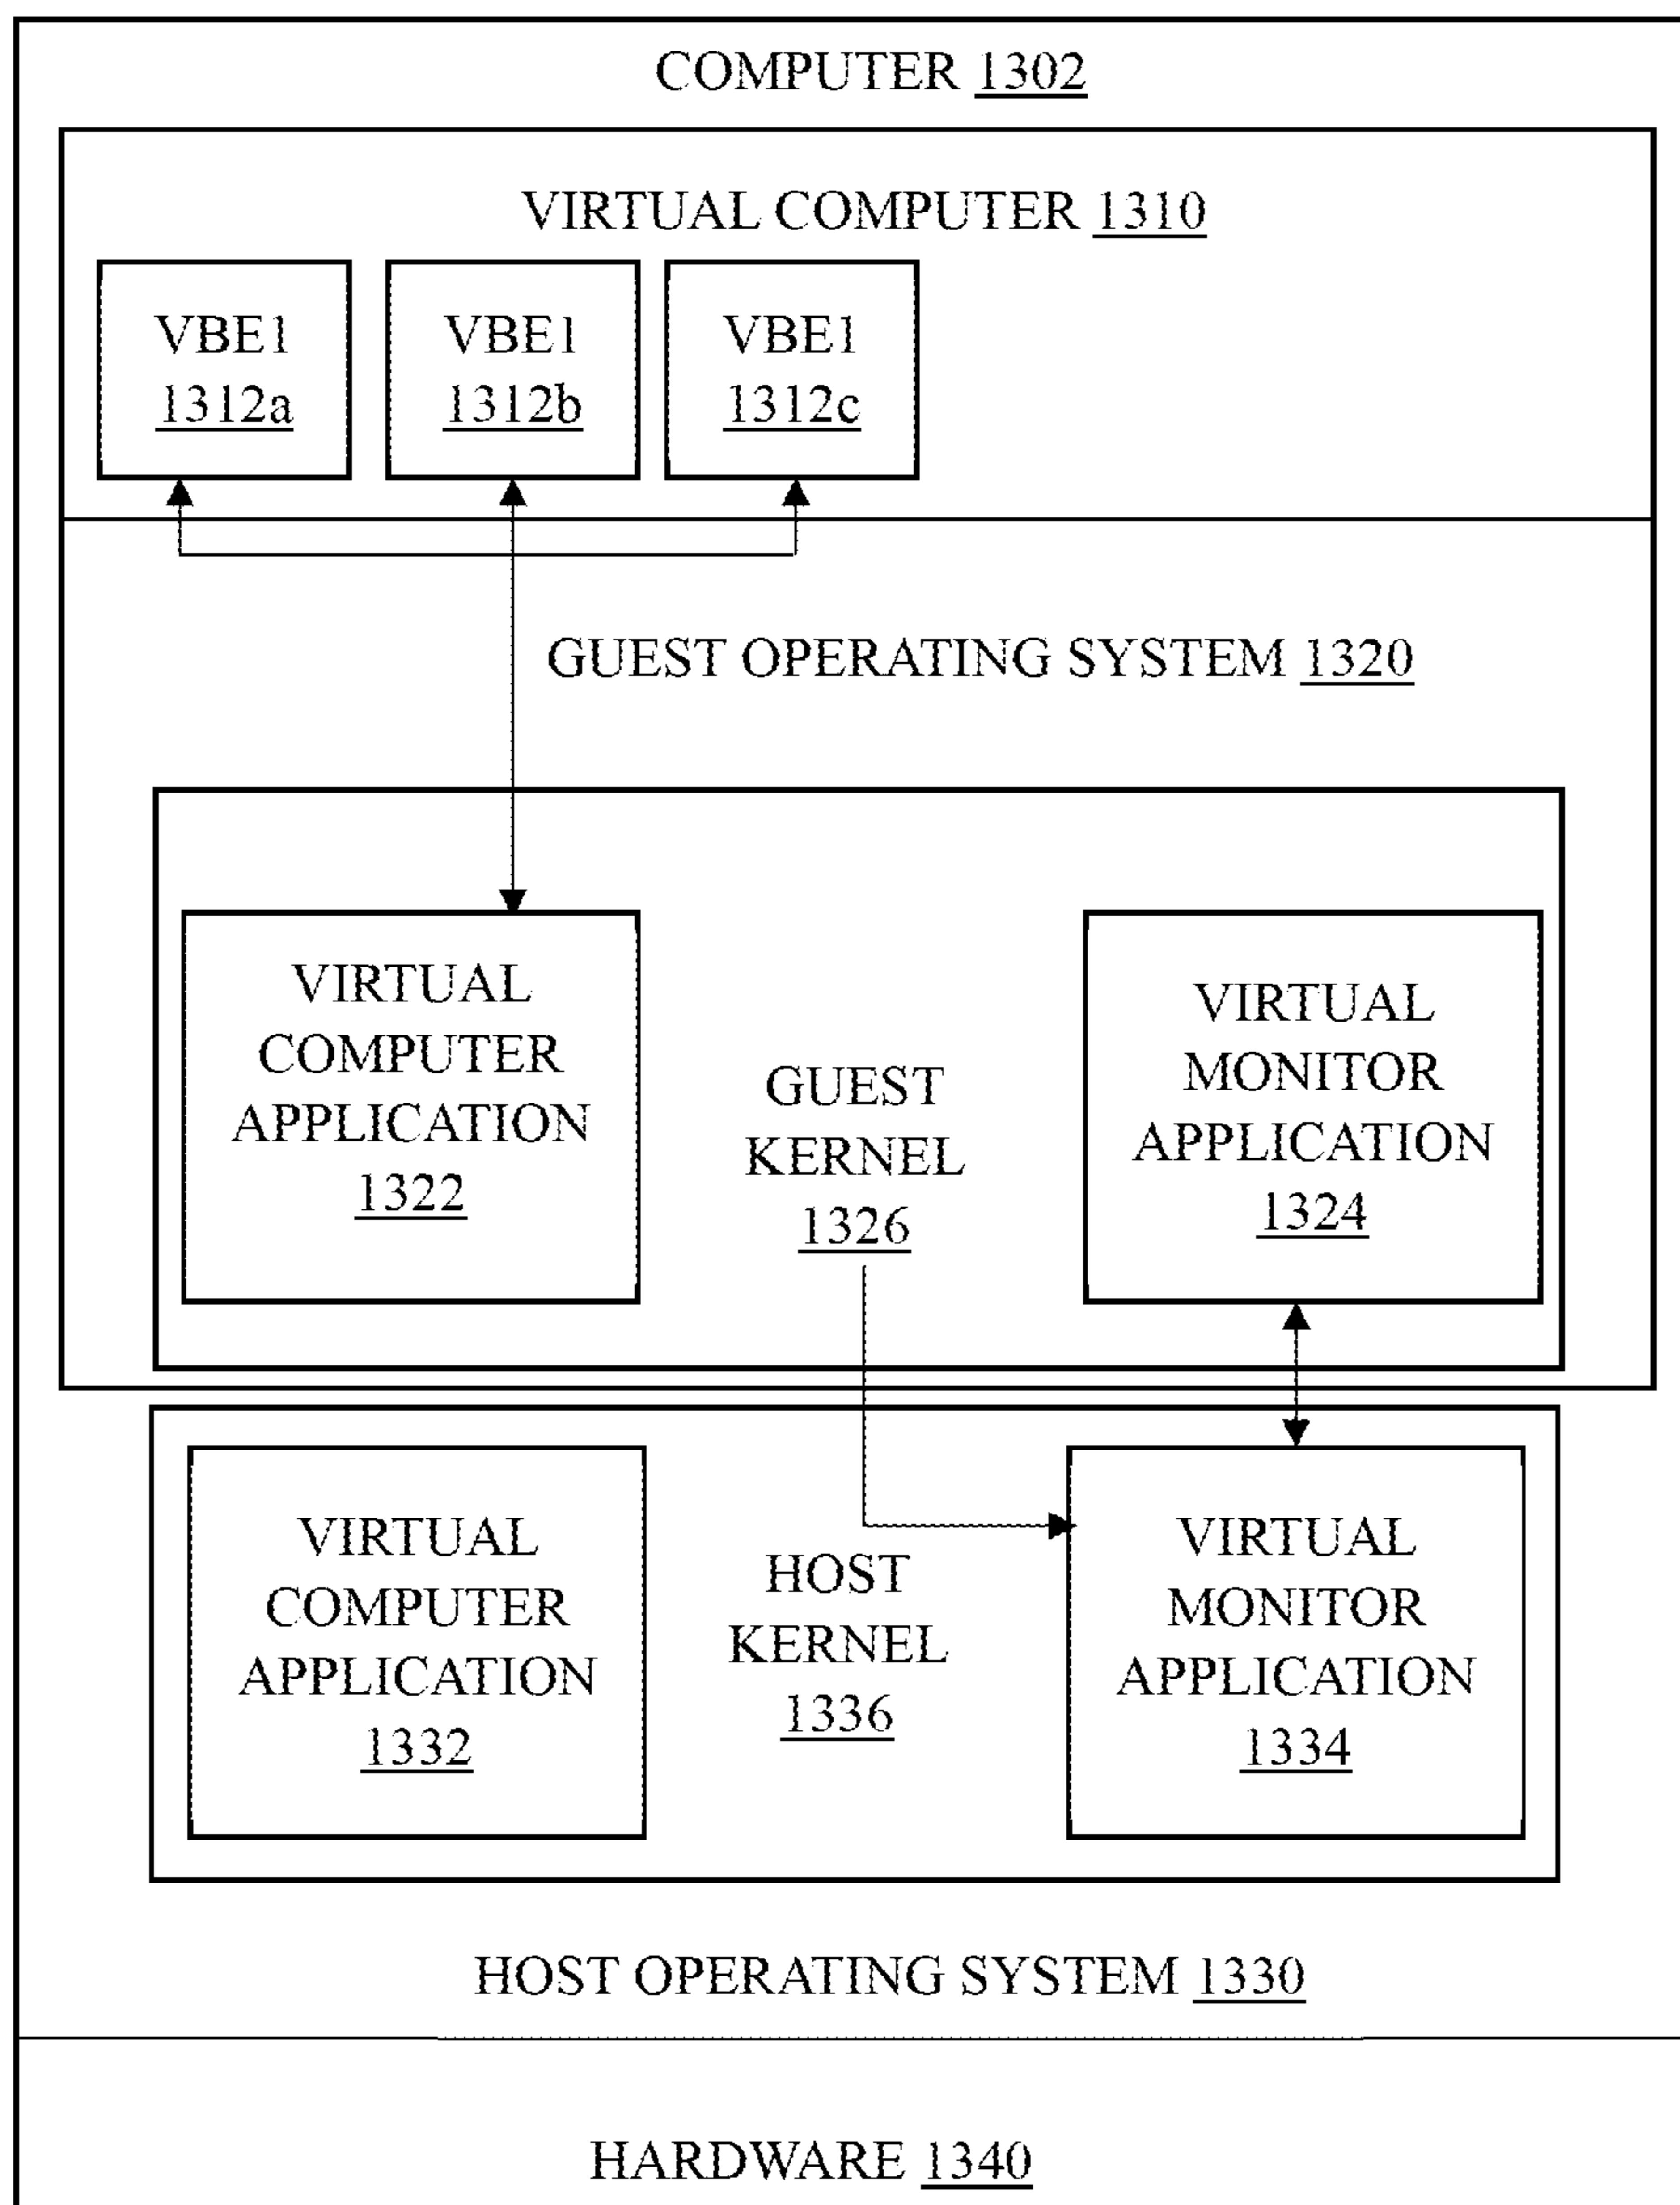 COMPUTER 1302
VIRTUAL COMPUTER 1310
VBE1
1312a
VBE1
1312b
VBE1
1312c
GUEST OPERATING SYSTEM 1320
VIRTUAL
COMPUTER
APPLICATION
1322
GUEST
KERNEL
1326
VIRTUAL
MONITOR
APPLICATION
1324
VIRTUAL
COMPUTER
APPLICATION
1332
HOST
KERNEL
1336
VIRTUAL
MONITOR
APPLICATION
1334
HOST OPERATING SYSTEM 1330
HARDWARE 1340